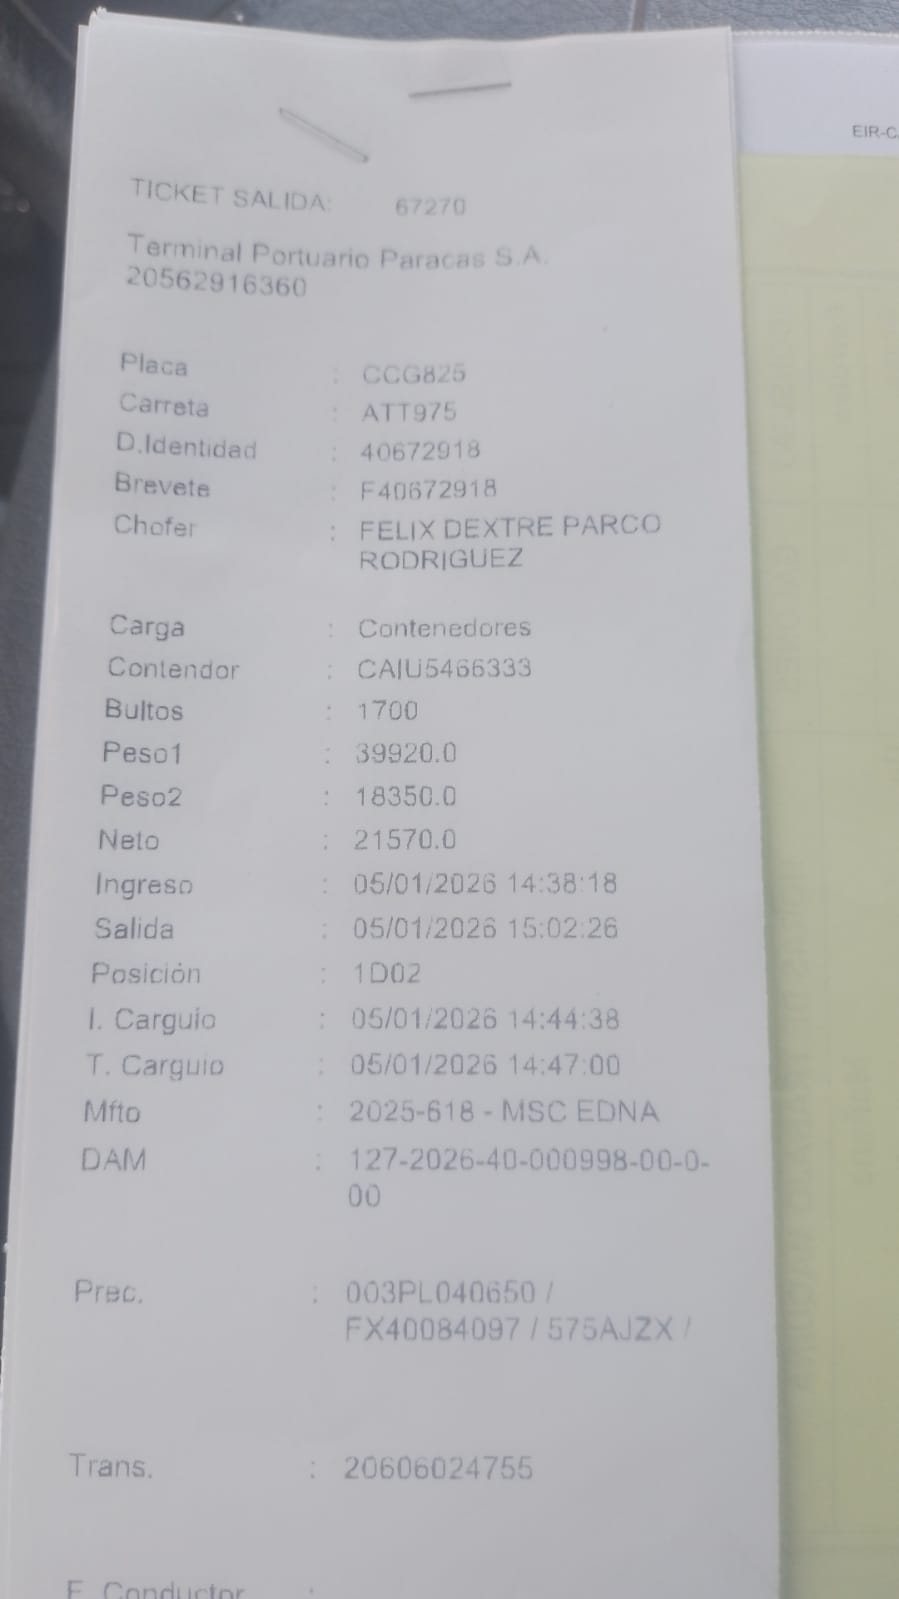 EIR-C
TICKET SALIDA: 67270
Terminal Portuario Paracas S.A.
20562916360
Placa : CCG825
Carreta : ATT975
D.Identidad : 40672918
Brevete : F40672918
Chofer : FELIX DEXTRE PARCO
RODRIGUEZ
Carga : Contenedores
Contendor : CAIU5466333
Bultos : 1700
Peso1 : 39920.0
Peso2 : 18350.0
Neto : 21570.0
Ingreso : 05/01/2026 14:38:18
Salida : 05/01/2026 15:02:26
Posición : 1D02
I. Carguio : 05/01/2026 14:44:38
T. Carguio : 05/01/2026 14:47:00
Mfto : 2025-618 - MSC EDNA
DAM : 127-2026-40-000998-00-0-
00
Prec. : 003PL040650 /
FX40084097 / 575AJZX /
Trans. : 20606024755
F. Conductor :